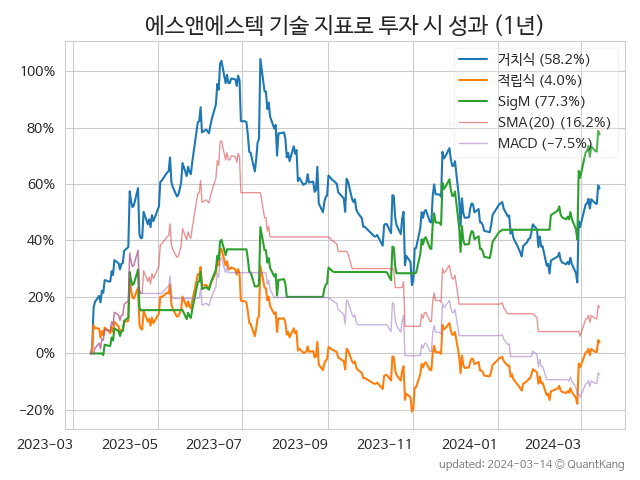 에스앤에스텍 기술 지표로 투자 시 성과 (1년)
거치식 (58.2%)
적립식 (4.0%)
SigM (77.3%)
SMA(20) (16.2%)
MACD (−7.5%)
100%
80%
60%
40%
20%
0%
−20%
2023-03 2023-05 2023-07 2023-09 2023-11 2024-01 2024-03
updated: 2024-03-14 ⓒ QuantKang